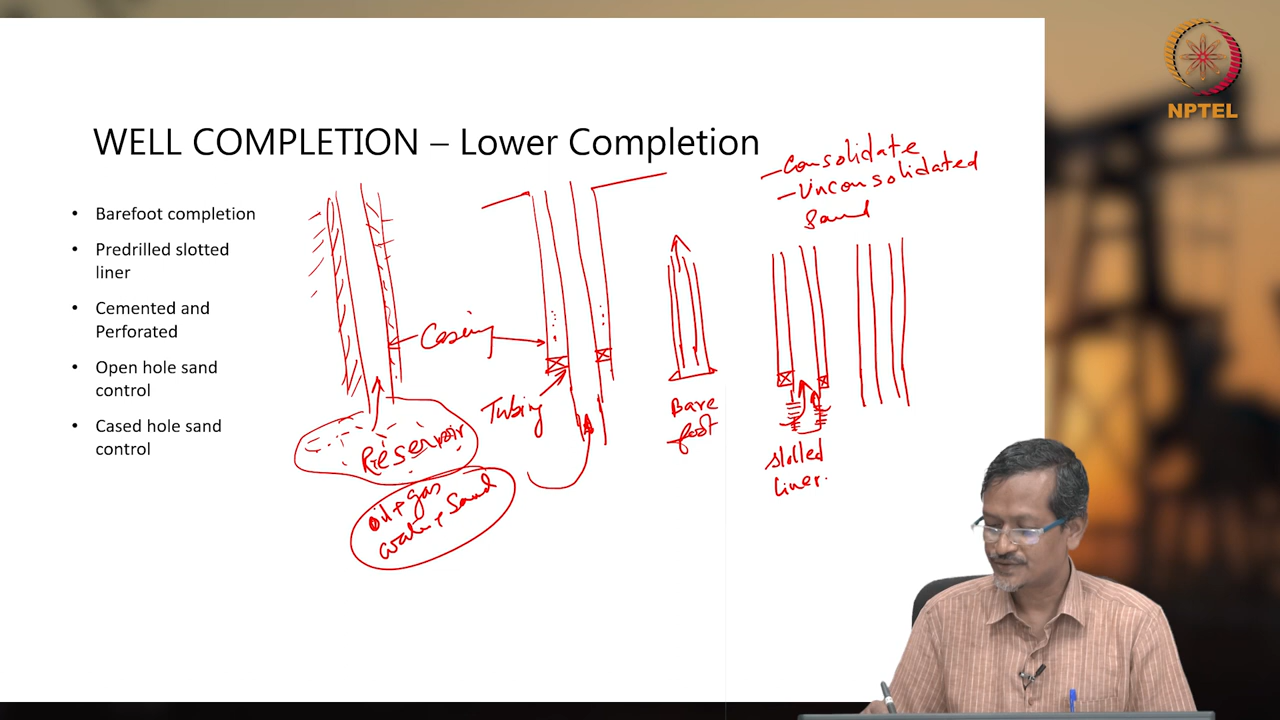 NPTEL
WELL COMPLETION – Lower Completion
• Barefoot completion
• Predrilled slotted
liner
• Cemented and
Perforated
• Open hole sand
control
• Cased hole sand
control
– Consolidate
– Unconsolidated
Sand
Casing
Tubing
Reservoir
oil + gas
water + Sand
Bare
foot
slolled
liner.